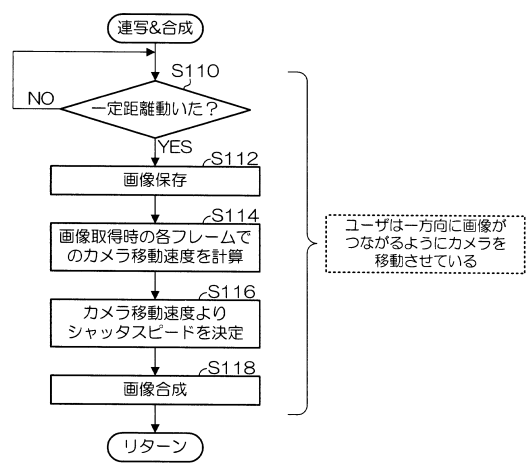 連写&合成
S110
NO
一定距離動いた？
YES
S112
画像保存
S114
画像取得時の各フレームで
のカメラ移動速度を計算
S116
カメラ移動速度より
シャッタスピードを決定
S118
画像合成
リターン
ユーザは一方向に画像が
つながるようにカメラを
移動させている